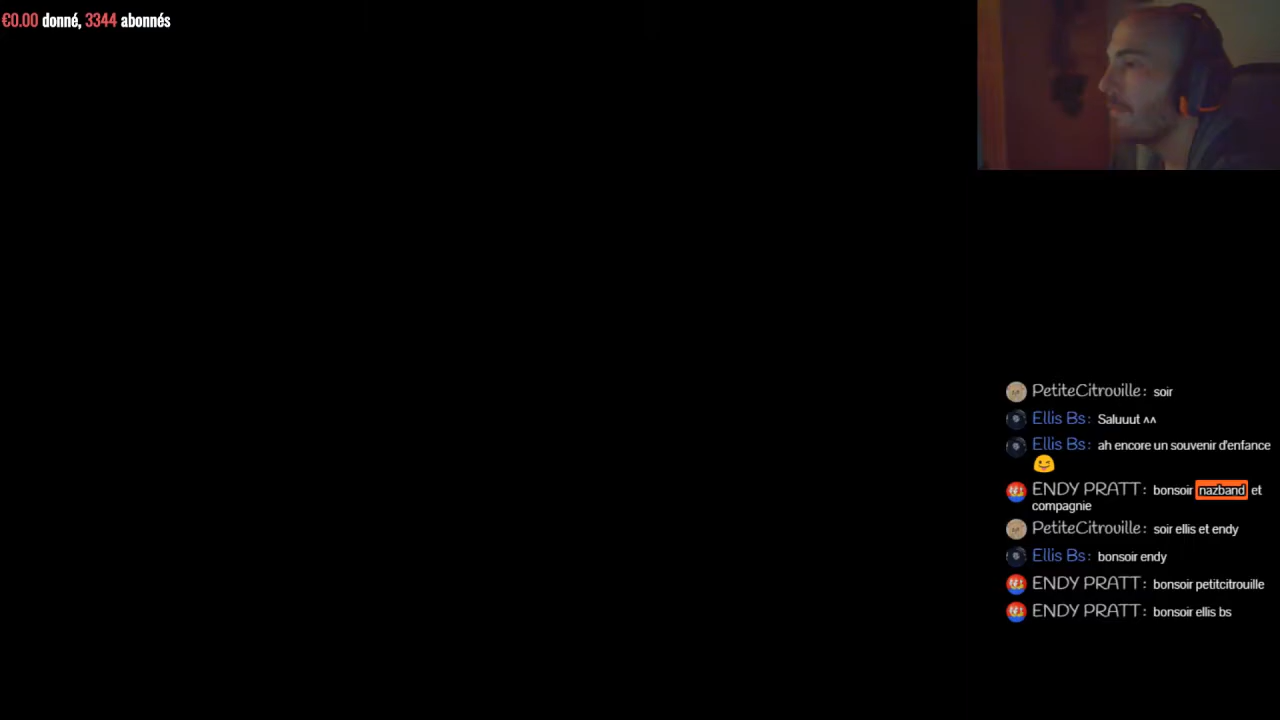 €0.00 donné, 3344 abonnés
PetiteCitrouille: soir
Ellis Bs: Saluuut ^^
Ellis Bs: ah encore un souvenir d'enfance
😝
ENDY PRATT: bonsoir nazband et
compagnie
PetiteCitrouille: soir ellis et endy
Ellis Bs: bonsoir endy
ENDY PRATT: bonsoir petitcitrouille
ENDY PRATT: bonsoir ellis bs